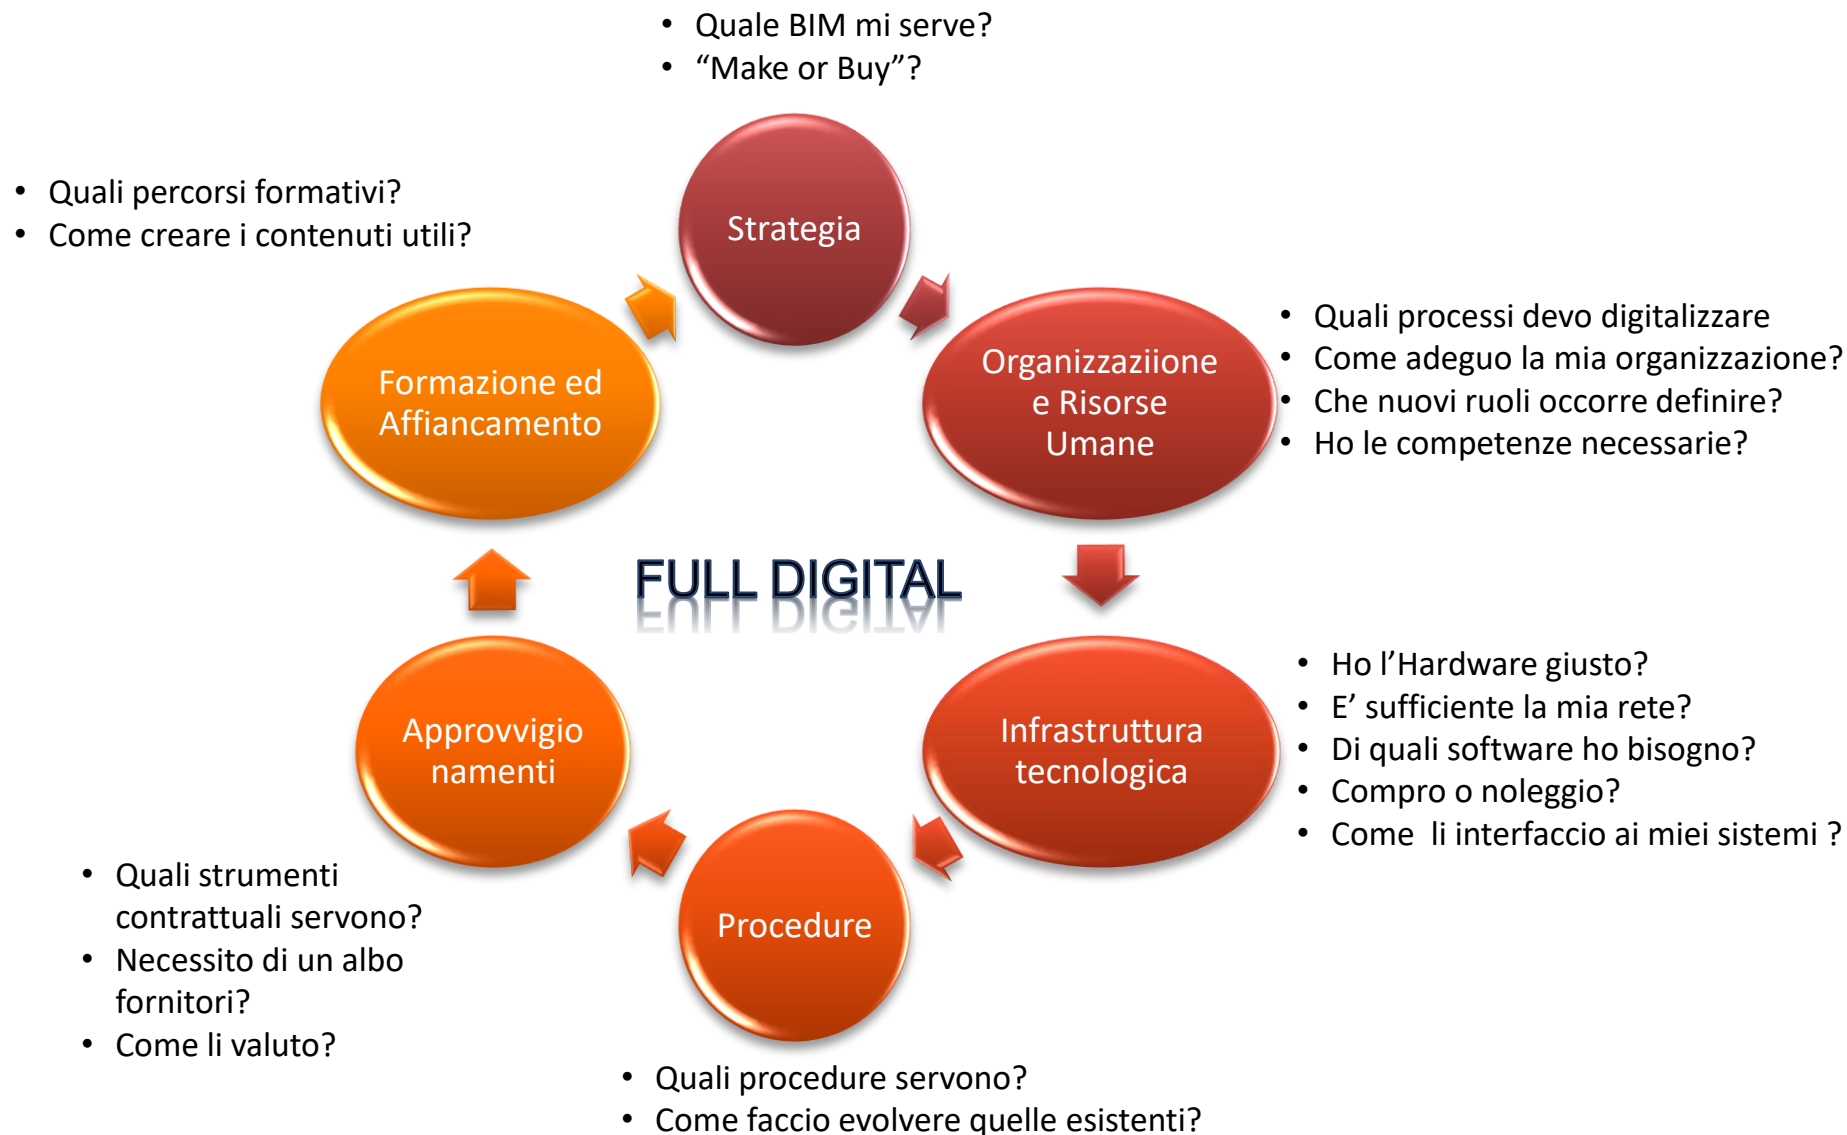 • Quale BIM mi serve?
• “Make or Buy”?
Strategia
• Quali processi devo digitalizzare
• Come adeguo la mia organizzazione?
• Che nuovi ruoli occorre definire?
• Ho le competenze necessarie?
Organizzaziione
e Risorse
Umane
• Ho l’Hardware giusto?
• E’ sufficiente la mia rete?
• Di quali software ho bisogno?
• Compro o noleggio?
• Come  li interfaccio ai miei sistemi ?
Infrastruttura
tecnologica
Procedure
• Quali procedure servono?
• Come faccio evolvere quelle esistenti?
Approvvigio
namenti
• Quali strumenti
contrattuali servono?
• Necessito di un albo
fornitori?
• Come li valuto?
Formazione ed
Affiancamento
• Quali percorsi formativi?
• Come creare i contenuti utili?
FULL DIGITAL